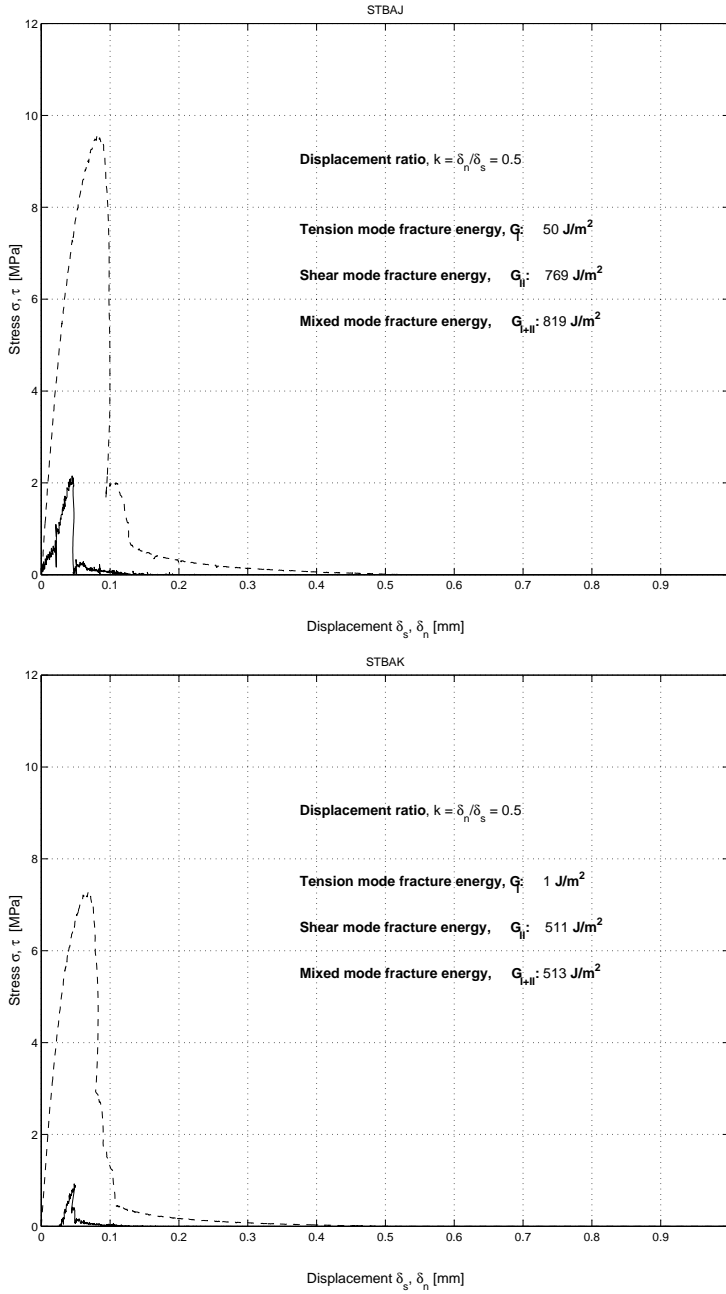 STBAJ
12
10
8
6
4
2
0
Stress σ, τ [MPa]
Displacement ratio, k = δn/δs = 0.5
Tension mode fracture energy, GI: 50 J/m2
Shear mode fracture energy, GII: 769 J/m2
Mixed mode fracture energy, GI+II: 819 J/m2
0 0.1 0.2 0.3 0.4 0.5 0.6 0.7 0.8 0.9
Displacement δs, δn [mm]
STBAK
12
10
8
6
4
2
0
Stress σ, τ [MPa]
Displacement ratio, k = δn/δs = 0.5
Tension mode fracture energy, GI: 1 J/m2
Shear mode fracture energy, GII: 511 J/m2
Mixed mode fracture energy, GI+II: 513 J/m2
0 0.1 0.2 0.3 0.4 0.5 0.6 0.7 0.8 0.9
Displacement δs, δn [mm]